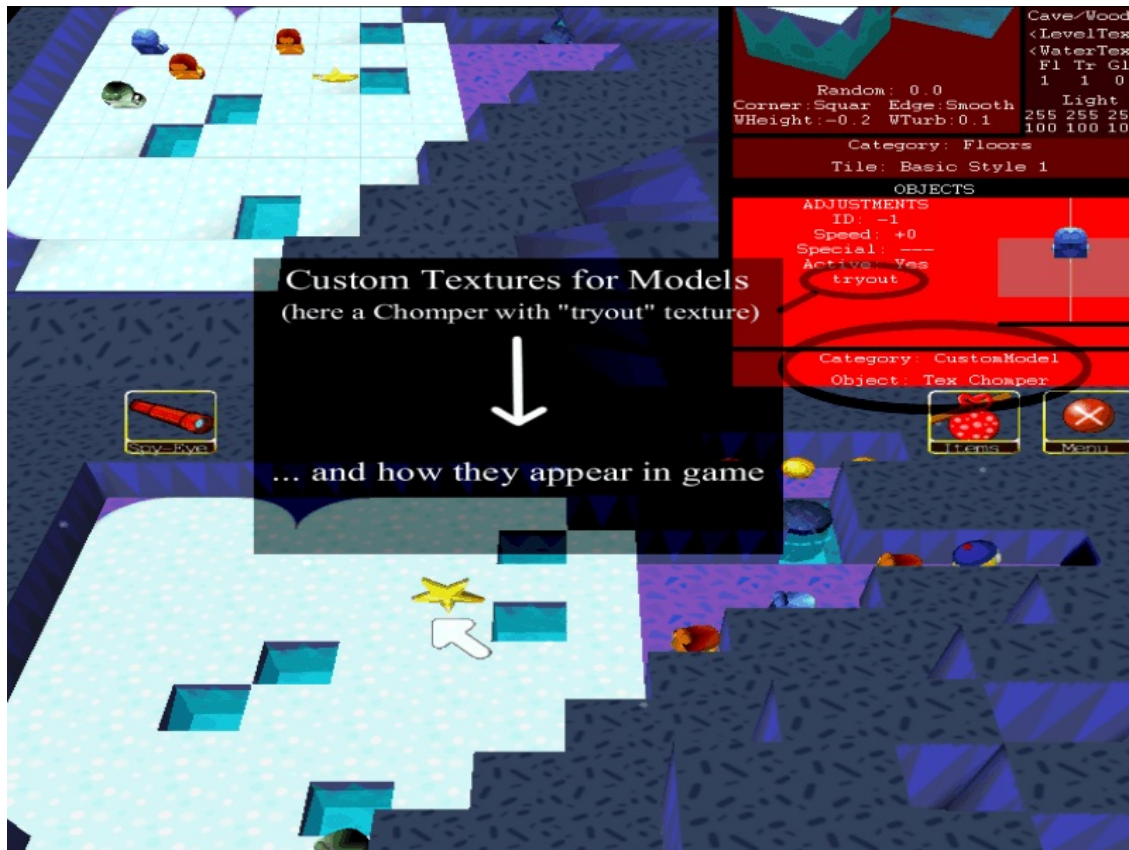 Cave/Wood
<LevelTex
<WaterTex
Fl Tr Gl
1 1 0
Random: 0.0
Light
Corner:Squar Edge:Smooth
255 255 25
WHeight:-0.2 WTurb:0.1
100 100 10
Category: Floors
Tile: Basic Style 1
OBJECTS
ADJUSTMENTS
ID: -1
Speed: +0
Special: ---
Active: Yes
tryout
Custom Textures for Models
(here a Chomper with "tryout" texture)
Category: CustomModel
Object: Tex Chomper
Spy-Eye
Items
Menu
... and how they appear in game